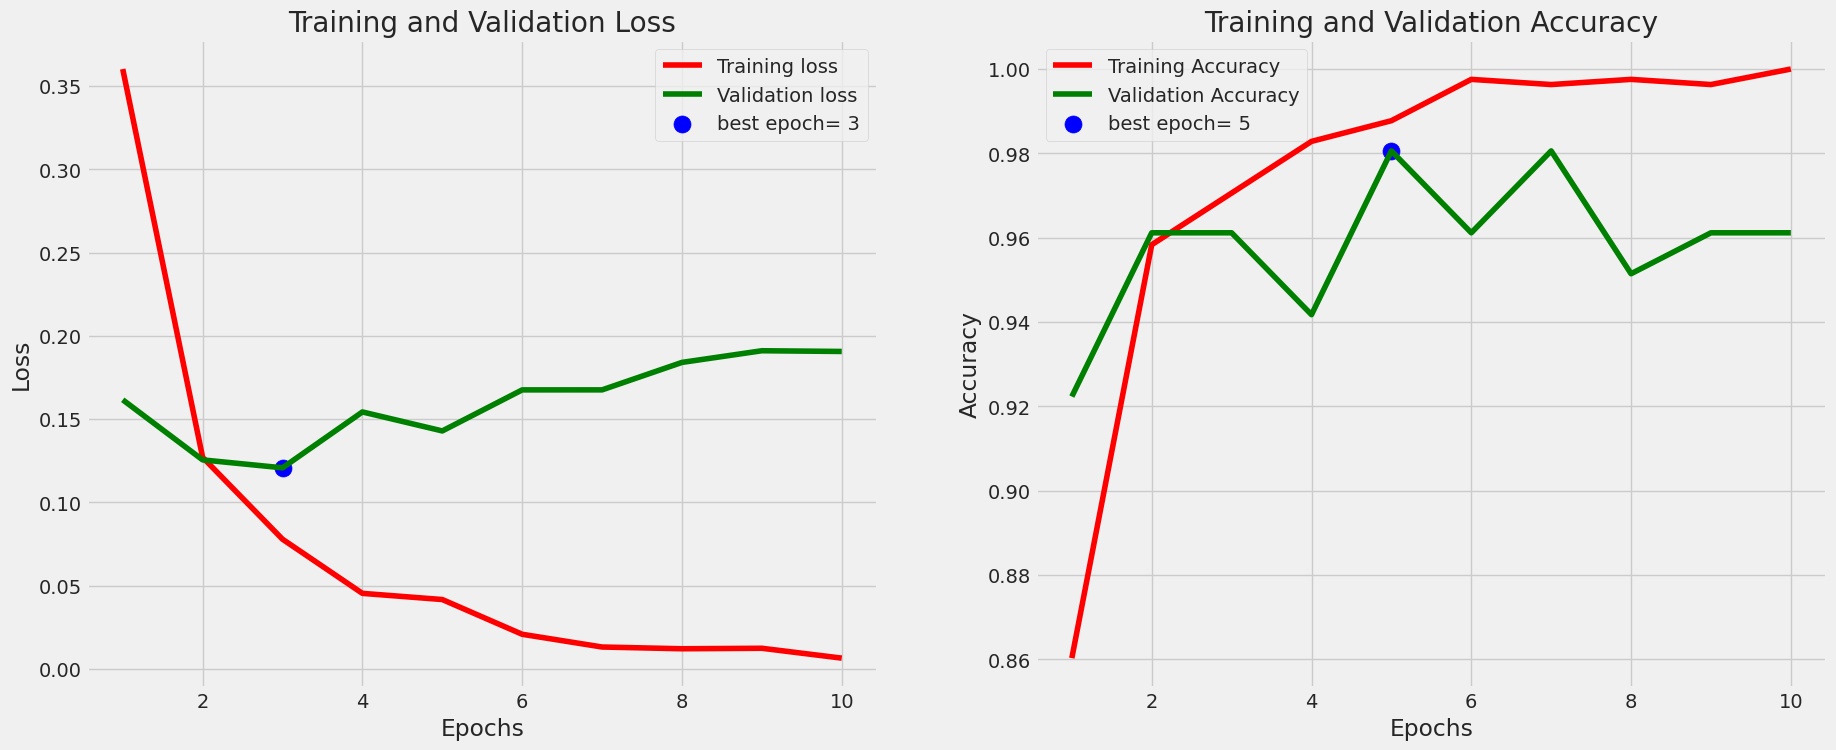 Training and Validation Loss
Training loss
Validation loss
best epoch= 3
0.35
0.30
0.25
0.20
0.15
0.10
0.05
0.00
Loss
2 4 6 8 10
Epochs
Training and Validation Accuracy
Training Accuracy
Validation Accuracy
best epoch= 5
1.00
0.98
0.96
0.94
0.92
0.90
0.88
0.86
Accuracy
2 4 6 8 10
Epochs